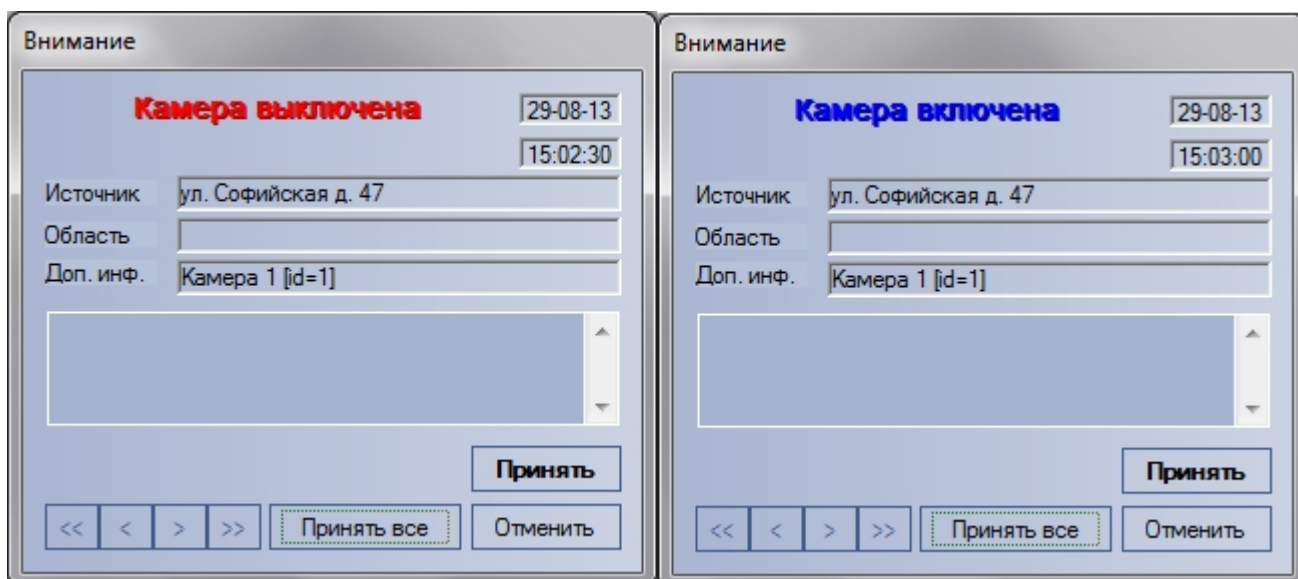 Внимание
Камера выключена
29-08-13
15:02:30
Источник ул. Софийская д. 47
Область
Доп. инф. Камера 1 [id=1]
Принять
<< < > >> Принять все Отменить
Внимание
Камера включена
29-08-13
15:03:00
Источник ул. Софийская д. 47
Область
Доп. инф. Камера 1 [id=1]
Принять
<< < > >> Принять все Отменить